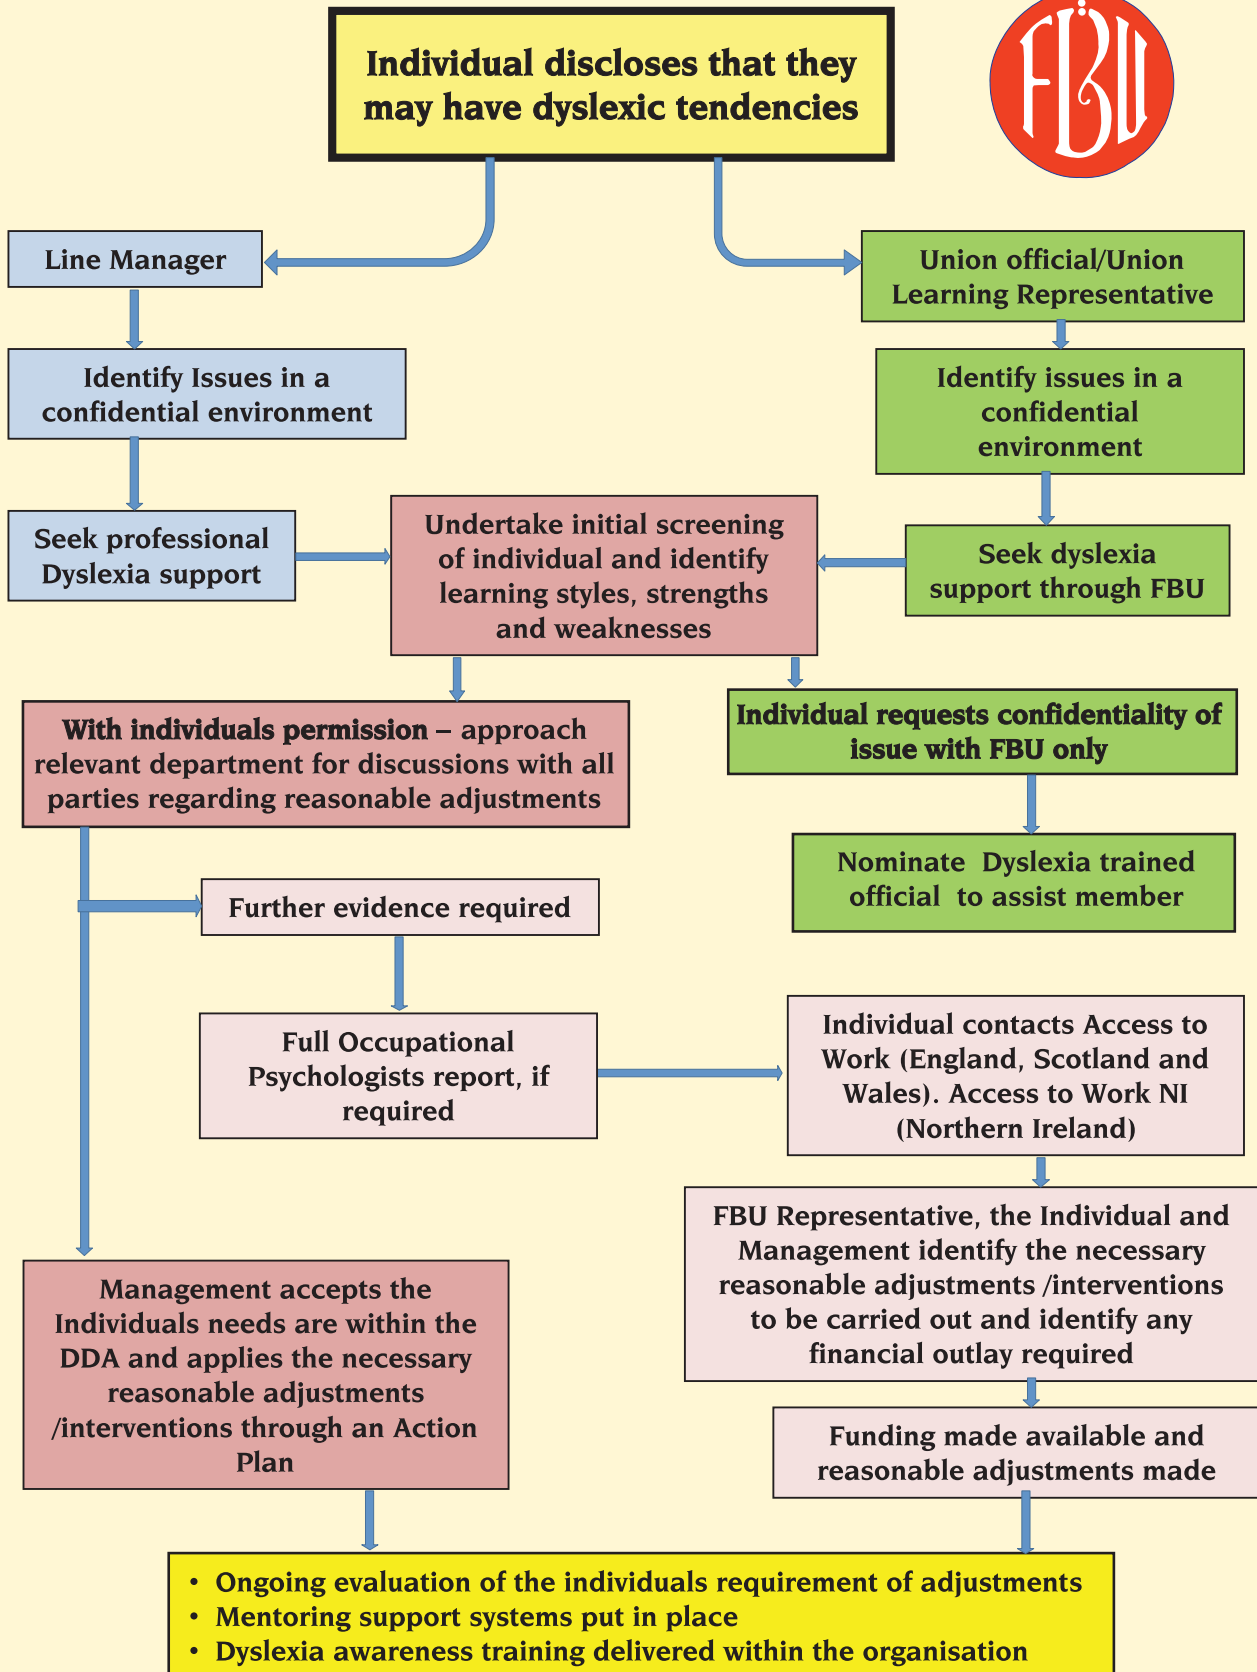 Individual discloses that they
may have dyslexic tendencies
FBU
Line Manager
Union official/Union
Learning Representative
Identify Issues in a
confidential environment
Identify issues in a
confidential
environment
Seek professional
Dyslexia support
Undertake initial screening
of individual and identify
learning styles, strengths
and weaknesses
Seek dyslexia
support through FBU
With individuals permission – approach
relevant department for discussions with all
parties regarding reasonable adjustments
Individual requests confidentiality of
issue with FBU only
Nominate Dyslexia trained
official to assist member
Further evidence required
Full Occupational
Psychologists report, if
required
Individual contacts Access to
Work (England, Scotland and
Wales). Access to Work NI
(Northern Ireland)
FBU Representative, the Individual and
Management identify the necessary
reasonable adjustments /interventions
to be carried out and identify any
financial outlay required
Management accepts the
Individuals needs are within the
DDA and applies the necessary
reasonable adjustments
/interventions through an Action
Plan
Funding made available and
reasonable adjustments made
• Ongoing evaluation of the individuals requirement of adjustments
• Mentoring support systems put in place
• Dyslexia awareness training delivered within the organisation